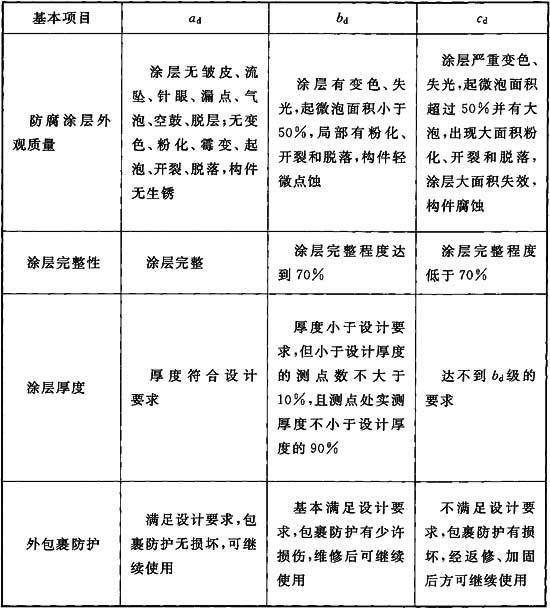 基本项目
a_d
b_d
c_d
防腐涂层外
观质量
涂层无皱皮、流
坠、针眼、漏点、气
泡、空鼓、脱层;无变
色、粉化、霉变、起
泡、开裂、脱落,构件
无生锈
涂层有变色、失
光,起微泡面积小于
50%,局部有粉化、
开裂和脱落,构件轻
微点蚀
涂层严重变色、
失光,起微泡面积
超过50%并有大
泡,出现大面积粉
化、开裂和脱落,
涂层大面积失效,
构件腐蚀
涂层完整性
涂层完整
涂层完整程度达
到70%
涂层完整程度
低于70%
涂层厚度
厚度符合设计
要求
厚度小于设计要
求,但小于设计厚度
的测点数不大于
10%,且测点处实测
厚度不小于设计厚
度的90%
达不到b_d级的
要求
外包裹防护
满足设计要求,包
裹防护无损坏,可继
续使用
基本满足设计要
求,包裹防护有少许
损伤,维修后可继续
使用
不满足设计要
求,包裹防护有损
坏,经返修、加固
后方可继续使用